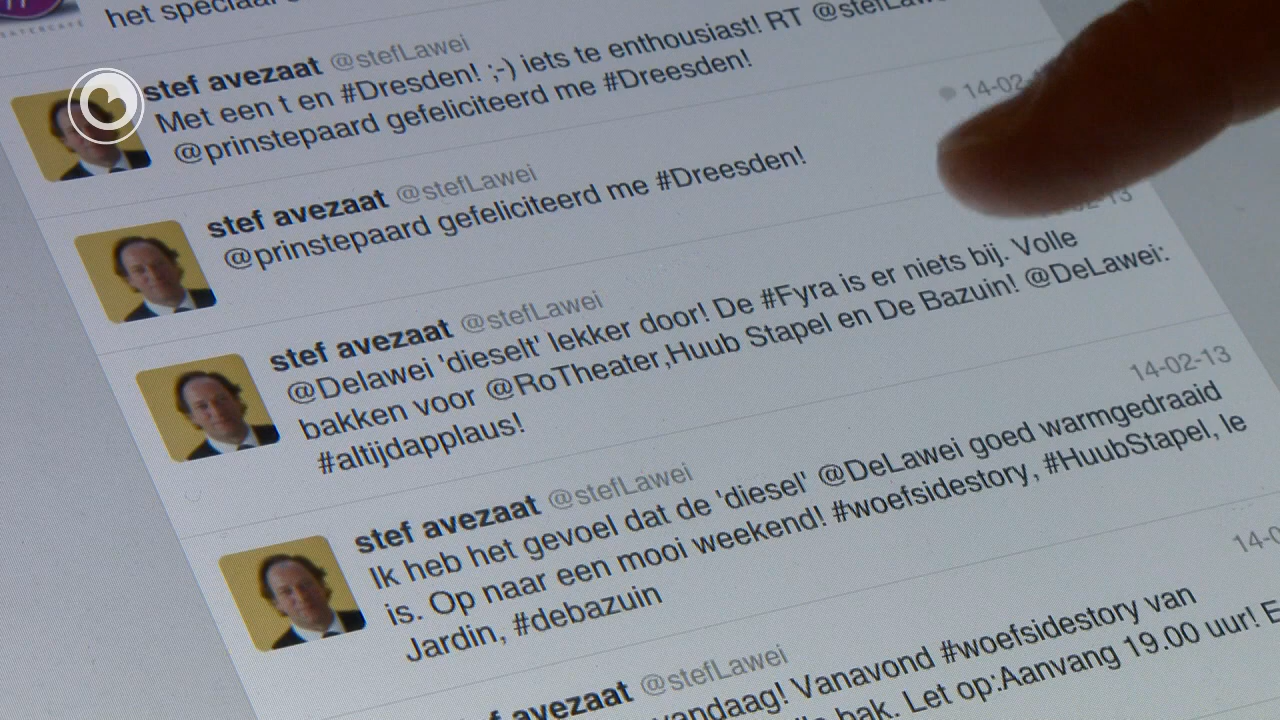 het speciaal
stef avezaat @stefLawei
Met een t en #Dresden! ;-) iets te enthousiast! RT @stefLaw
@prinstepaard gefeliciteerd me #Dreesden!
14-02-
stef avezaat @stefLawei
@prinstepaard gefeliciteerd me #Dreesden!
02-13
stef avezaat @stefLawei
@Delawei 'dieselt' lekker door! De #Fyra is er niets bij. Volle
bakken voor @RoTheater,Huub Stapel en De Bazuin! @DeLawei:
#altijdapplaus!
14-02-13
stef avezaat @stefLawei
Ik heb het gevoel dat de 'diesel' @DeLawei goed warmgedraaid
is. Op naar een mooi weekend! #woefsidestory, #HuubStapel, le
Jardin, #debazuin
14-0
avezaat @stefLawei
vandaag! Vanavond #woefsidestory van
bak. Let op:Aanvang 19.00 uur! E